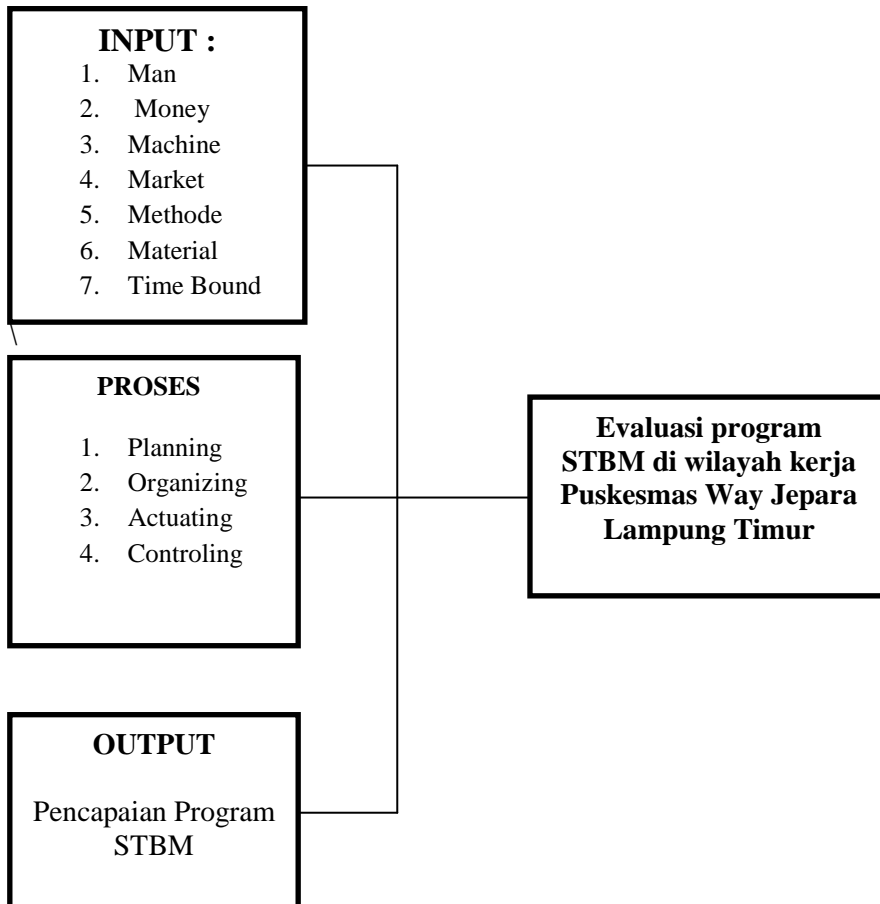 INPUT :
1. Man
2. Money
3. Machine
4. Market
5. Methode
6. Material
7. Time Bound
PROSES
1. Planning
2. Organizing
3. Actuating
4. Controling
OUTPUT
Pencapaian Program
STBM
Evaluasi program
STBM di wilayah kerja
Puskesmas Way Jepara
Lampung Timur